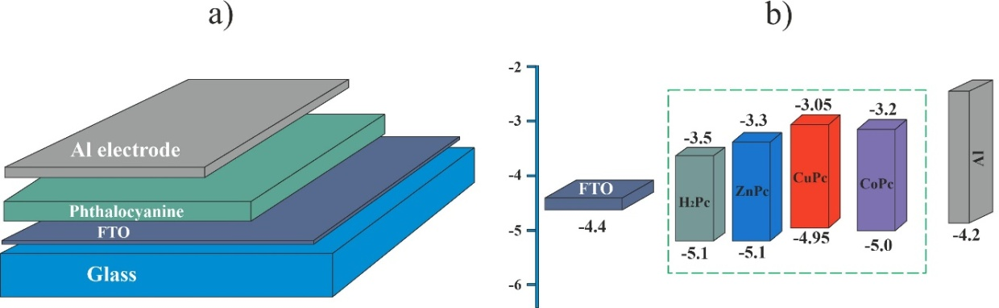 a)
Al electrode
Phthalocyanine
FTO
Glass
b)
-2
-3
-4
-5
-6
FTO
-4.4
-3.5
H₂Pc
-5.1
-3.3
ZnPc
-5.1
-3.05
CuPc
-4.95
-3.2
CoPc
-5.0
Al
-4.2